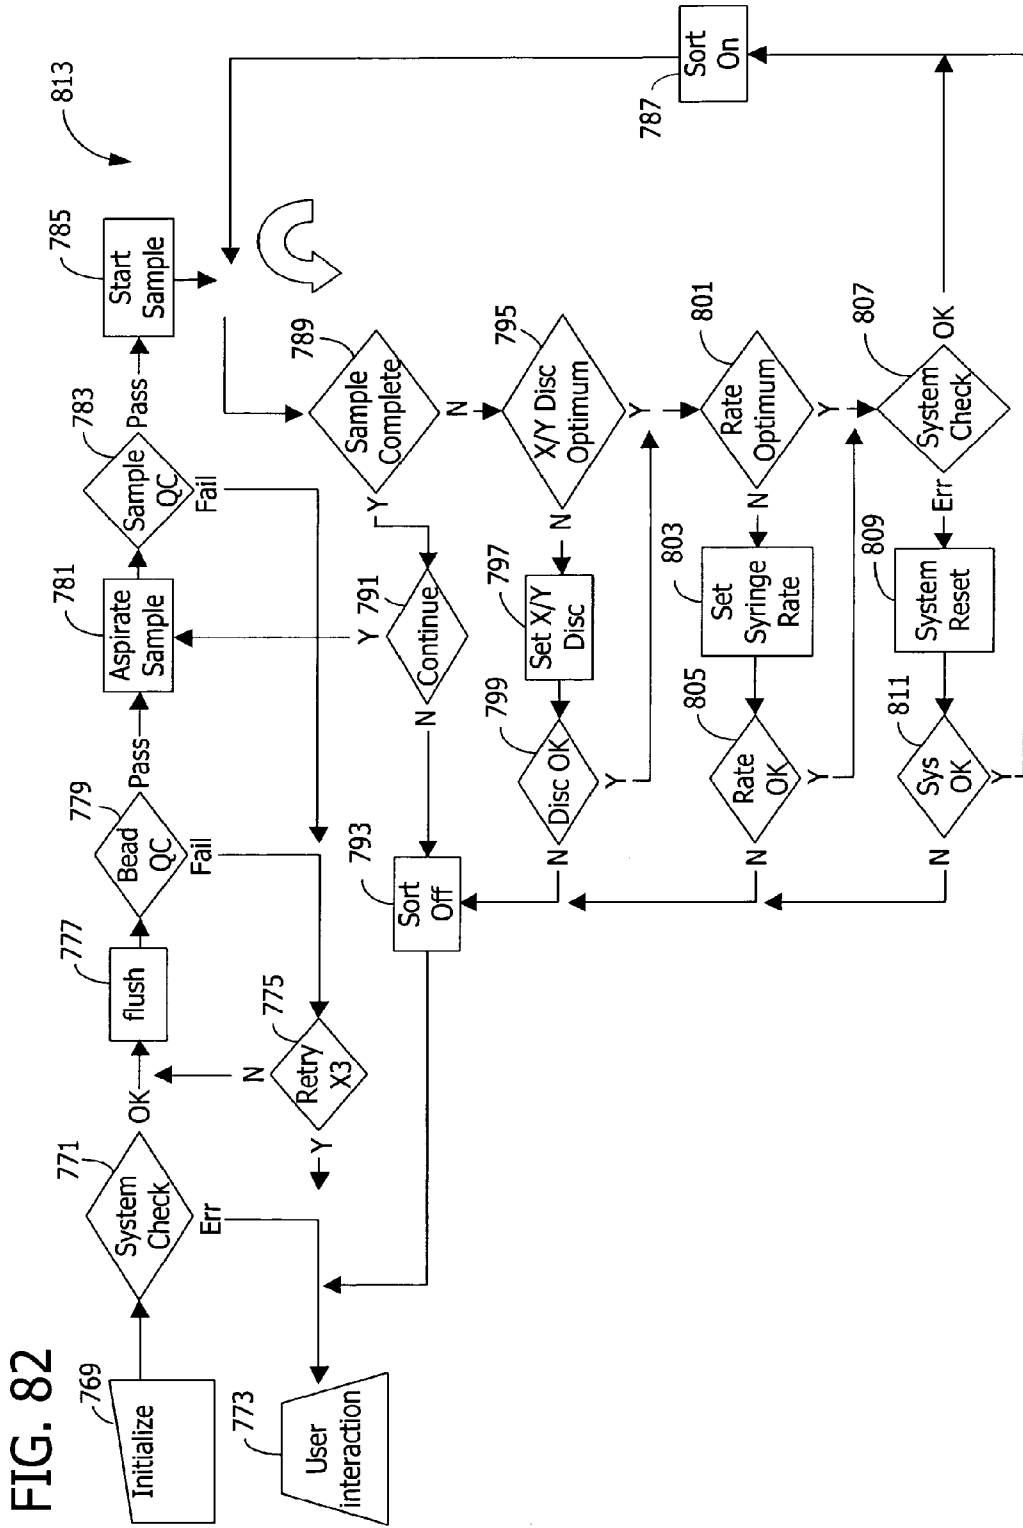 FIG. 82
769
Initialize
771
System
Check
OK
Err
773
User
interaction
775
Retry
X3
N
Y
777
flush
779
Bead
QC
Pass
Fail
781
Aspirate
Sample
783
Sample
QC
Pass
Fail
785
Start
Sample
813
787
Sort
On
789
Sample
Complete
Y
N
791
Continue
Y
N
793
Sort
Off
795
X/Y Disc
Optimum
N
Y
797
Set X/Y
Disc
799
Disc OK
N
Y
801
Rate
Optimum
N
Y
803
Set
Syringe
Rate
805
Rate
OK
N
Y
807
System
Check
OK
Err
809
System
Reset
811
Sys
OK
N
Y